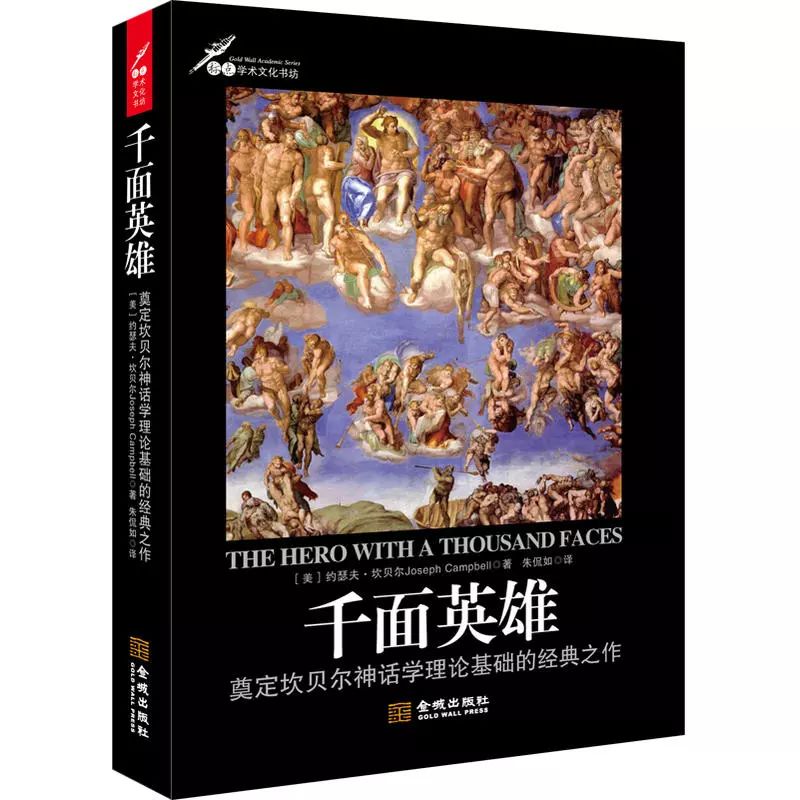 标点
学术
文化
书坊
千面英雄
奠定坎贝尔神话学理论基础的经典之作
[美]约瑟夫·坎贝尔Joseph Campbell◎著 朱侃如◎译
金城出版社
GOLD WALL PRESS
Gold Wall Academic Series
标点学术文化书坊
THE HERO WITH A THOUSAND FACES
[美]约瑟夫·坎贝尔Joseph Campbell◎著 朱侃如◎译
千面英雄
奠定坎贝尔神话学理论基础的经典之作
金城出版社
GOLD WALL PRESS